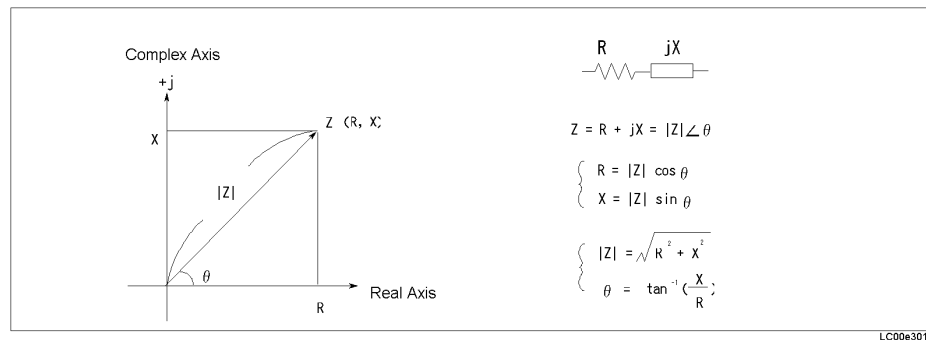 Complex Axis
+j
X
Z (R, X)
|Z|
θ
R
Real Axis
R jX
Z = R + jX = |Z|∠θ
R = |Z| cos θ
X = |Z| sin θ
|Z| = √R² + X²
θ = tan⁻¹(X/R)
LC00e301